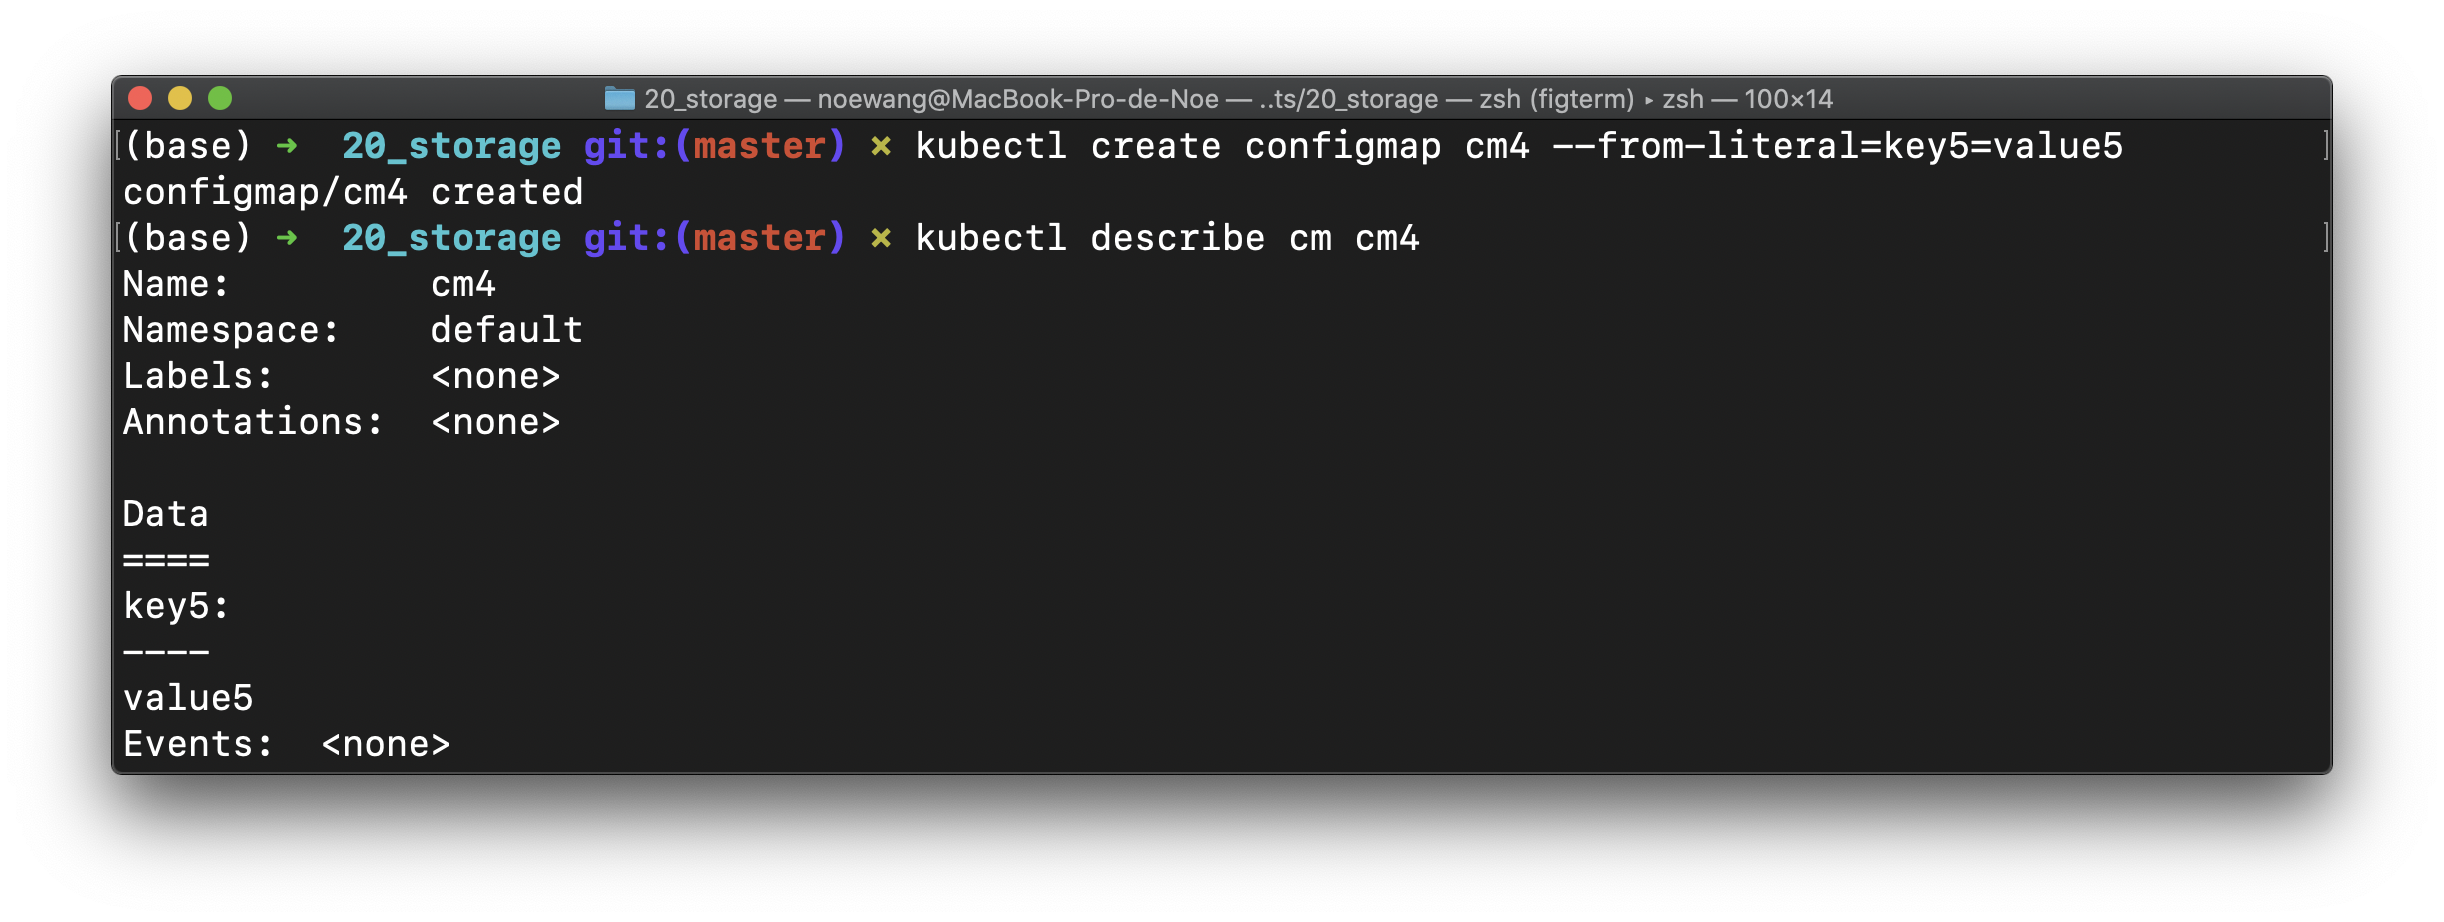 20_storage — noewang@MacBook-Pro-de-Noe — ..ts/20_storage — zsh (figterm) ▸ zsh — 100×14
[(base) ➜  20_storage git:(master) ✗ kubectl create configmap cm4 --from-literal=key5=value5 ]
configmap/cm4 created
[(base) ➜  20_storage git:(master) ✗ kubectl describe cm cm4 ]
Name:         cm4
Namespace:    default
Labels:       <none>
Annotations:  <none>

Data
====
key5:
----
value5
Events:  <none>